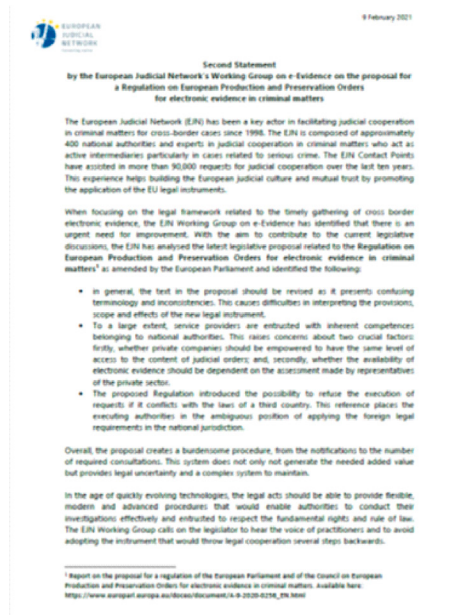 9 February 2021
EUROPEAN
JUDICIAL
NETWORK
Second Statement
by the European Judicial Network's Working Group on e-Evidence on the proposal for
a Regulation on European Production and Preservation Orders
for electronic evidence in criminal matters
The European Judicial Network (EJN) has been a key actor in facilitating judicial cooperation
in criminal matters for cross-border cases since 1998. The EJN is composed of approximately
400 national authorities and experts in judicial cooperation in criminal matters who act as
active intermediaries particularly in cases related to serious crime. The EJN Contact Points
have assisted in more than 90,000 requests for judicial cooperation over the last ten years.
This experience helps building the European judicial culture and mutual trust by promoting
the application of the EU legal instruments.
When focusing on the legal framework related to the timely gathering of cross border
electronic evidence, the EJN Working Group on e-Evidence has identified that there is an
urgent need for improvement. With the aim to contribute to the current legislative
discussions, the EJN has analysed the latest legislative proposal related to the Regulation on
European Production and Preservation Orders for electronic evidence in criminal
matters¹ as amended by the European Parliament and identified the following:
• in general, the text in the proposal should be revised as it presents confusing
terminology and inconsistencies. This causes difficulties in interpreting the provisions,
scope and effects of the new legal instrument.
• To a large extent, service providers are entrusted with inherent competences
belonging to national authorities. This raises concerns about two crucial factors:
firstly, whether private companies should be empowered to have the same level of
access to the content of judicial orders; and, secondly, whether the availability of
electronic evidence should be dependent on the assessment made by representatives
of the private sector.
• The proposed Regulation introduced the possibility to refuse the execution of
requests if it conflicts with the laws of a third country. This reference places the
executing authorities in the ambiguous position of applying the foreign legal
requirements in the national jurisdiction.
Overall, the proposal creates a burdensome procedure, from the notifications to the number
of required consultations. This system does not only not generate the needed added value
but provides legal uncertainty and a complex system to maintain.
In the age of quickly evolving technologies, the legal acts should be able to provide flexible,
modern and advanced procedures that would enable authorities to conduct their
investigations effectively and entrusted to respect the fundamental rights and rule of law.
The EJN Working Group calls on the legislator to hear the voice of practitioners and to avoid
adopting the instrument that would throw legal cooperation several steps backwards.
¹ Report on the proposal for a regulation of the European Parliament and of the Council on European
Production and Preservation Orders for electronic evidence in criminal matters. Available here:
https://www.europarl.europa.eu/doceo/document/A-9-2020-0256_EN.html